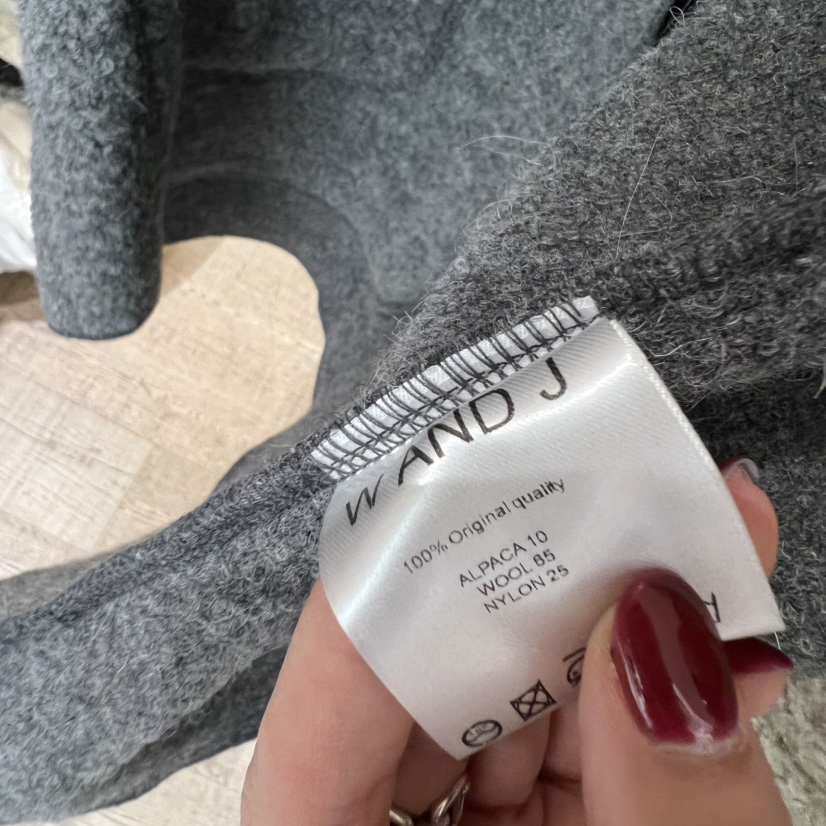 W AND J
100% Original quality
ALPACA 10
WOOL 65
NYLON 25